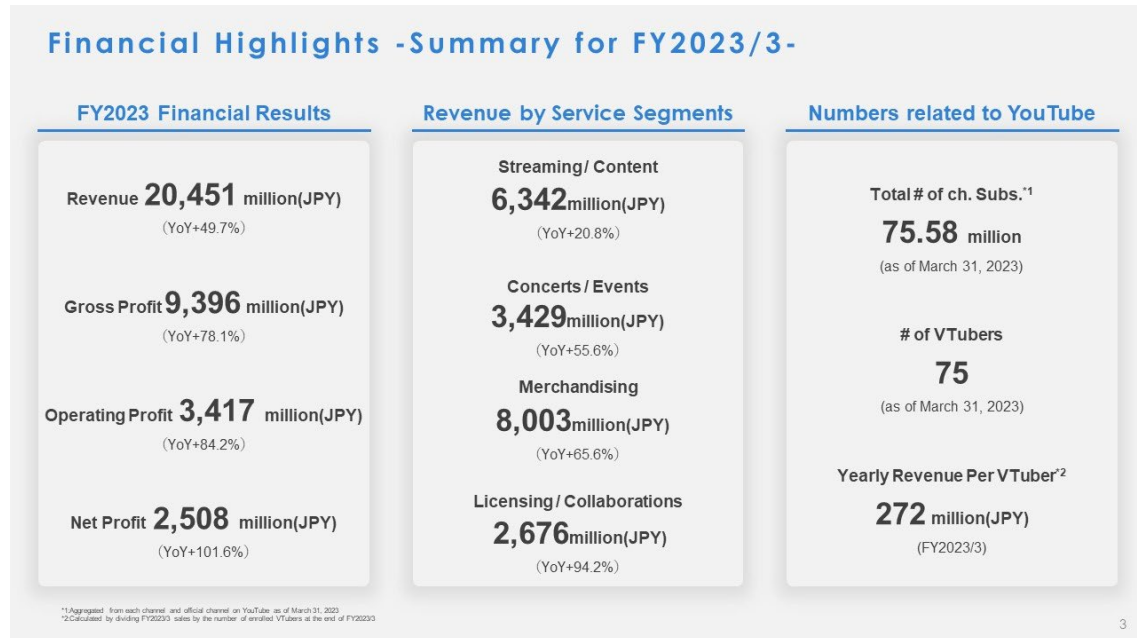 Financial Highlights -Summary for FY2023/3-
FY2023 Financial Results
Revenue 20,451 million(JPY)
(YoY+49.7%)
Gross Profit 9,396 million(JPY)
(YoY+78.1%)
Operating Profit 3,417 million(JPY)
(YoY+84.2%)
Net Profit 2,508 million(JPY)
(YoY+101.6%)
Revenue by Service Segments
Streaming/ Content
6,342million(JPY)
(YoY+20.8%)
Concerts / Events
3,429million(JPY)
(YoY+55.6%)
Merchandising
8,003million(JPY)
(YoY+65.6%)
Licensing / Collaborations
2,676million(JPY)
(YoY+94.2%)
Numbers related to YouTube
Total # of ch. Subs.*1
75.58 million
(as of March 31, 2023)
# of VTubers
75
(as of March 31, 2023)
Yearly Revenue Per VTuber*2
272 million(JPY)
(FY2023/3)
*1:Aggregated from each channel and official channel on YouTube as of March 31, 2023
*2:Calculated by dividing FY2023/3 sales by the number of enrolled VTubers at the end of FY2023/3
3